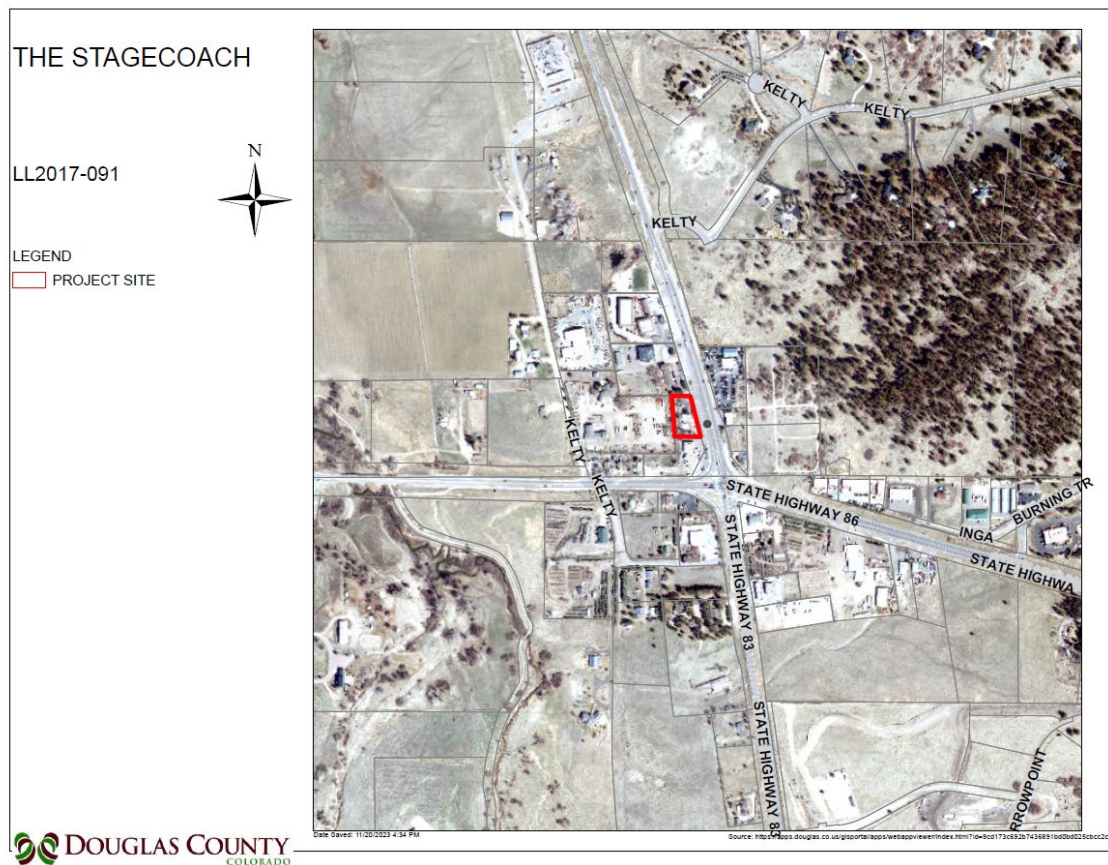 THE STAGECOACH
N
LL2017-091
LEGEND
PROJECT SITE
KELTY
KELTY
KELTY
KELTY
KELTY
STATE HIGHWAY 86
INGA
BURNING TR
STATE HIGHWA
STATE HIGHWAY 83
STATE HIGHWAY 83
RROWPOINT
Date Saved: 11/20/2023 4:34 PM
DOUGLAS COUNTY
COLORADO